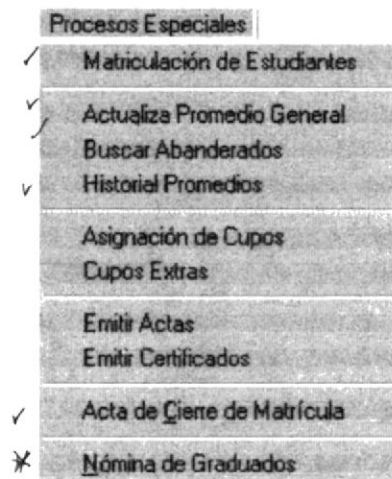 Procesos Especiales
Matriculación de Estudiantes
Actualiza Promedio General
Buscar Abanderados
Historial Promedios
Asignación de Cupos
Cupos Extras
Emitir Actas
Emitir Certificados
Acta de Cierre de Matrícula
Nómina de Graduados